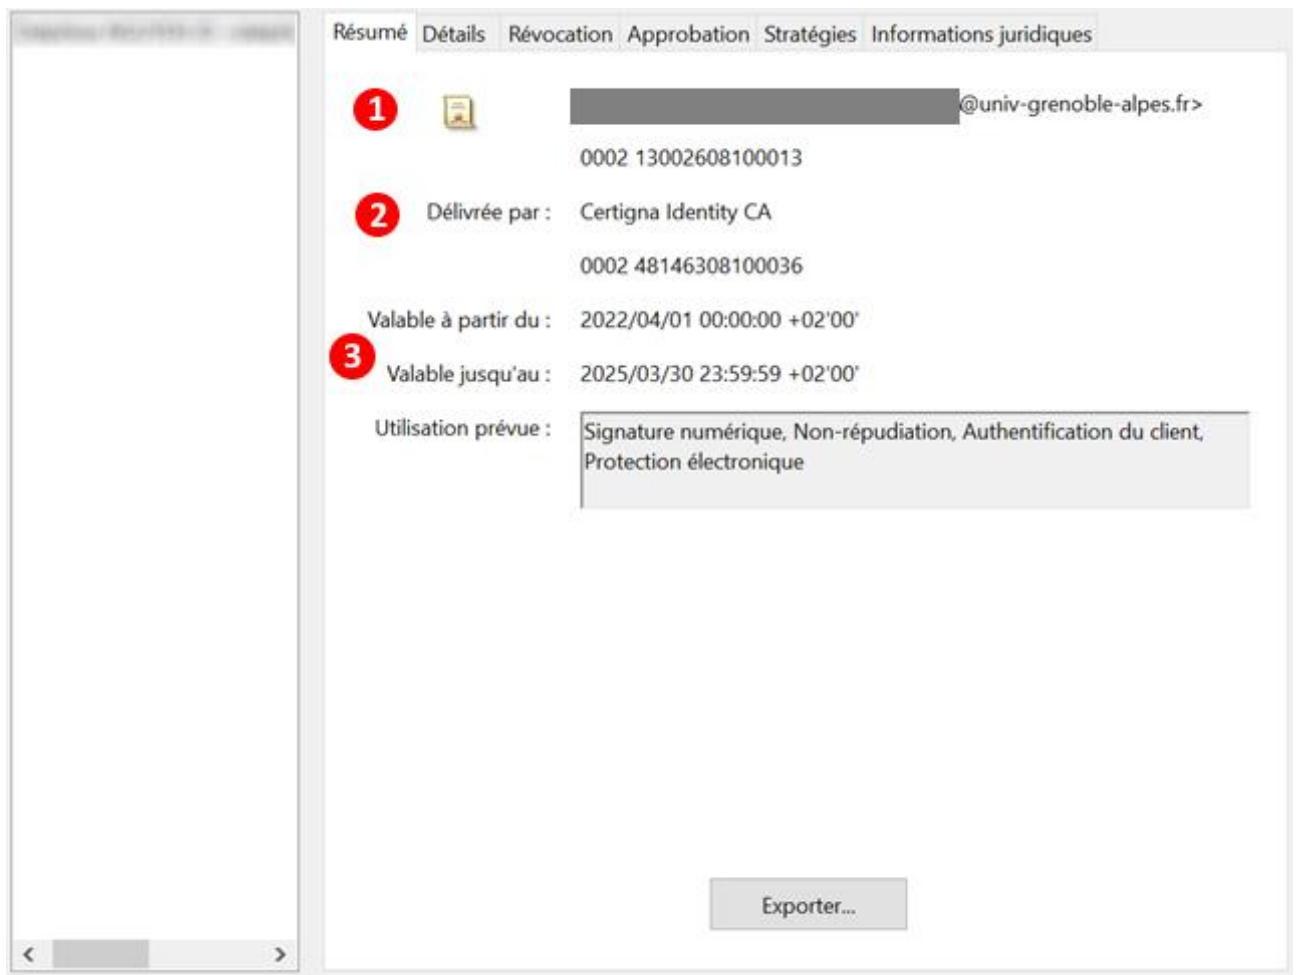 Résumé Détails Révocation Approbation Stratégies Informations juridiques
1 @univ-grenoble-alpes.fr>
0002 13002608100013
2 Délivrée par : Certigna Identity CA
0002 48146308100036
Valable à partir du : 2022/04/01 00:00:00 +02'00'
3
Valable jusqu'au : 2025/03/30 23:59:59 +02'00'
Utilisation prévue : Signature numérique, Non-répudiation, Authentification du client,
Protection électronique
Exporter...